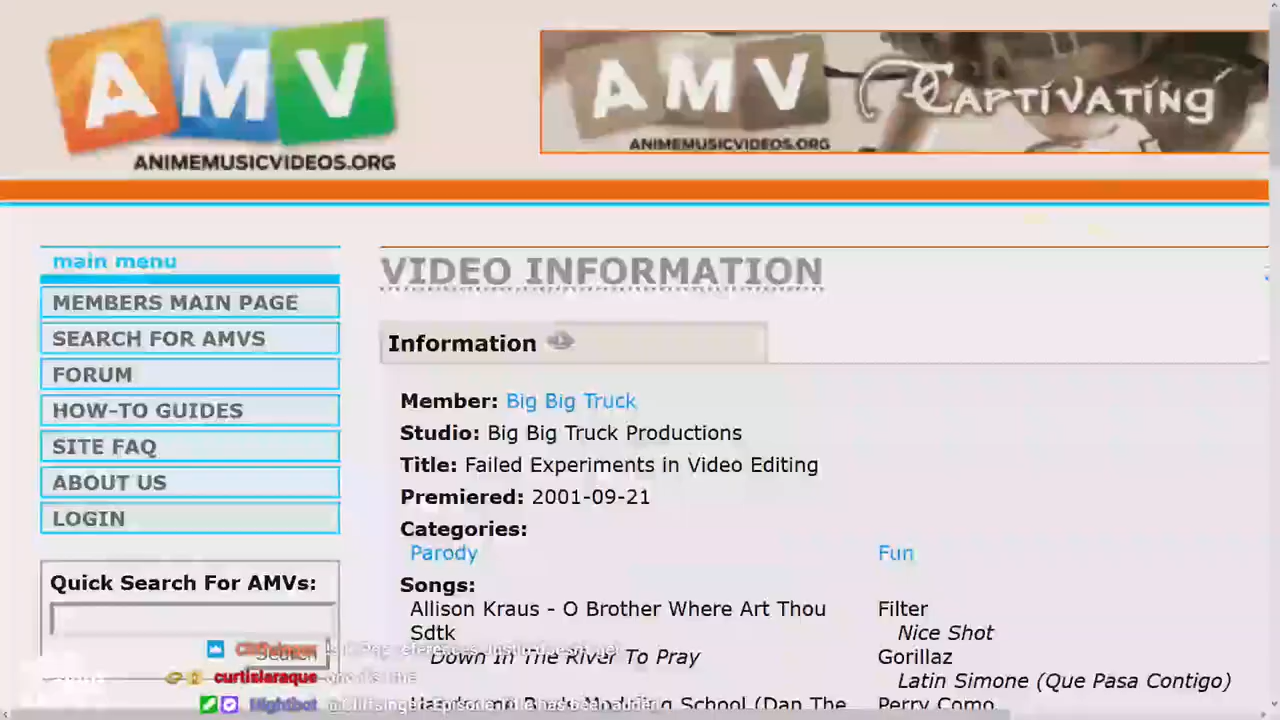 AMV
ANIMEMUSICVIDEOS.ORG
AMV
ANIMEMUSICVIDEOS.ORG
CAPTIVATING
main menu
MEMBERS MAIN PAGE
SEARCH FOR AMVS
FORUM
HOW-TO GUIDES
SITE FAQ
ABOUT US
LOGIN
Quick Search For AMVs:
Search
VIDEO INFORMATION
Information
Member: Big Big Truck
Studio: Big Big Truck Productions
Title: Failed Experiments in Video Editing
Premiered: 2001-09-21
Categories:
Parody
Fun
Songs:
Allison Kraus - O Brother Where Art Thou
Sdtk
Down In The River To Pray
Filter
Nice Shot
Gorillaz
Latin Simone (Que Pasa Contigo)
Perry Como
curtislaraque
Nightbot